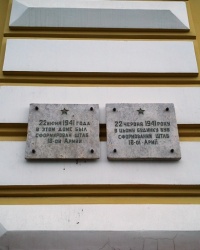 22 июня 1941 года
в этом доме был
сформирован штаб
18-ой Армии
22 червня 1941 року
в цьому будинку був
сформований штаб
18-ої Армії